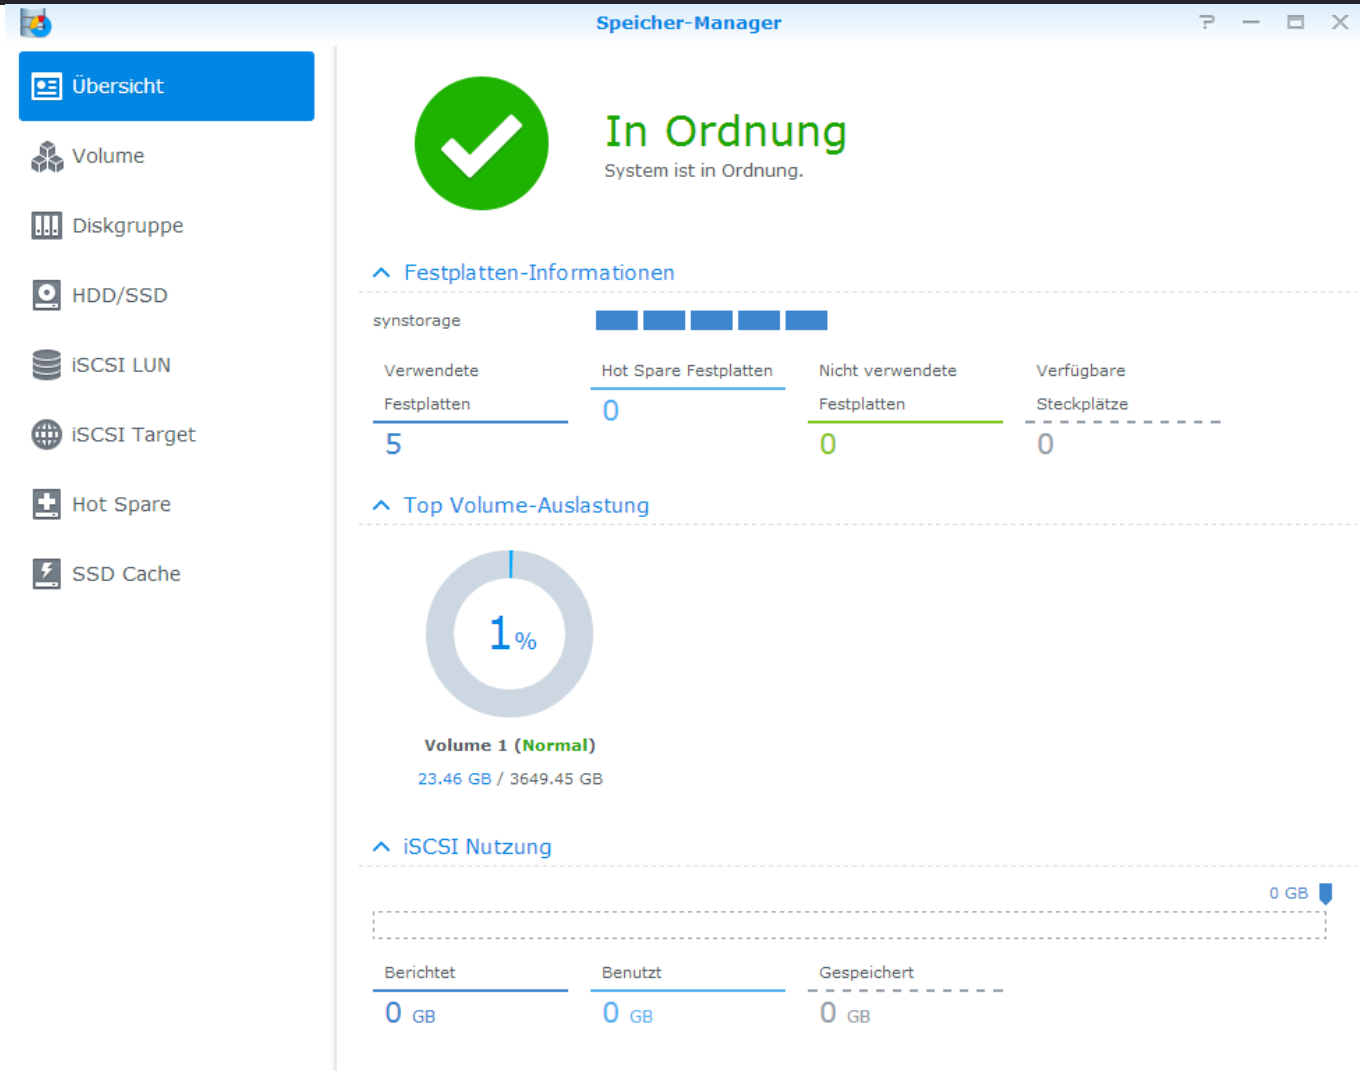 Speicher-Manager
Übersicht
Volume
Diskgruppe
HDD/SSD
iSCSI LUN
iSCSI Target
Hot Spare
SSD Cache
In Ordnung
System ist in Ordnung.
Festplatten-Informationen
synstorage
Verwendete
Festplatten
5
Hot Spare Festplatten
0
Nicht verwendete
Festplatten
0
Verfügbare
Steckplätze
0
Top Volume-Auslastung
1%
Volume 1 (Normal)
23.46 GB / 3649.45 GB
iSCSI Nutzung
0 GB
Berichtet
0 GB
Benutzt
0 GB
Gespeichert
0 GB